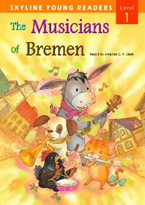 SKYLINE YOUNG READERS
Level
1
The Musicians
of Bremen